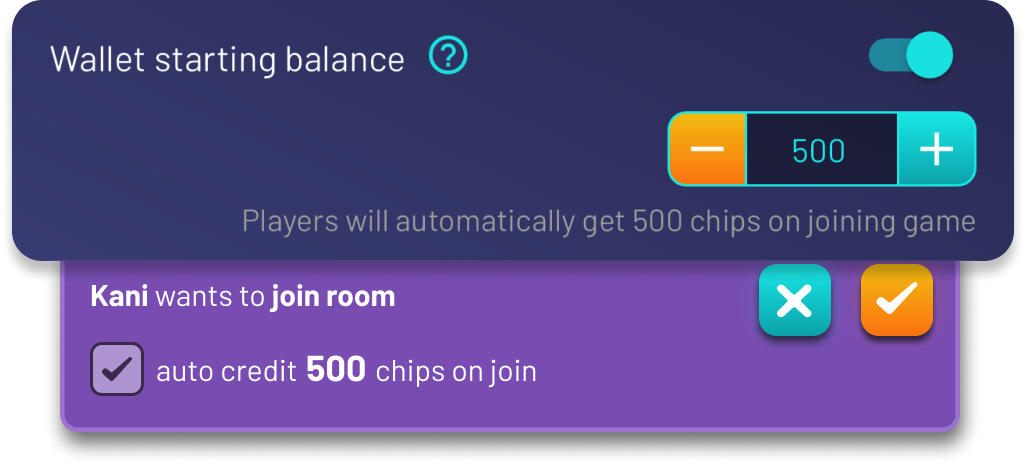 Wallet starting balance ?
− 500 +
Players will automatically get 500 chips on joining game
Kani wants to join room
auto credit 500 chips on join